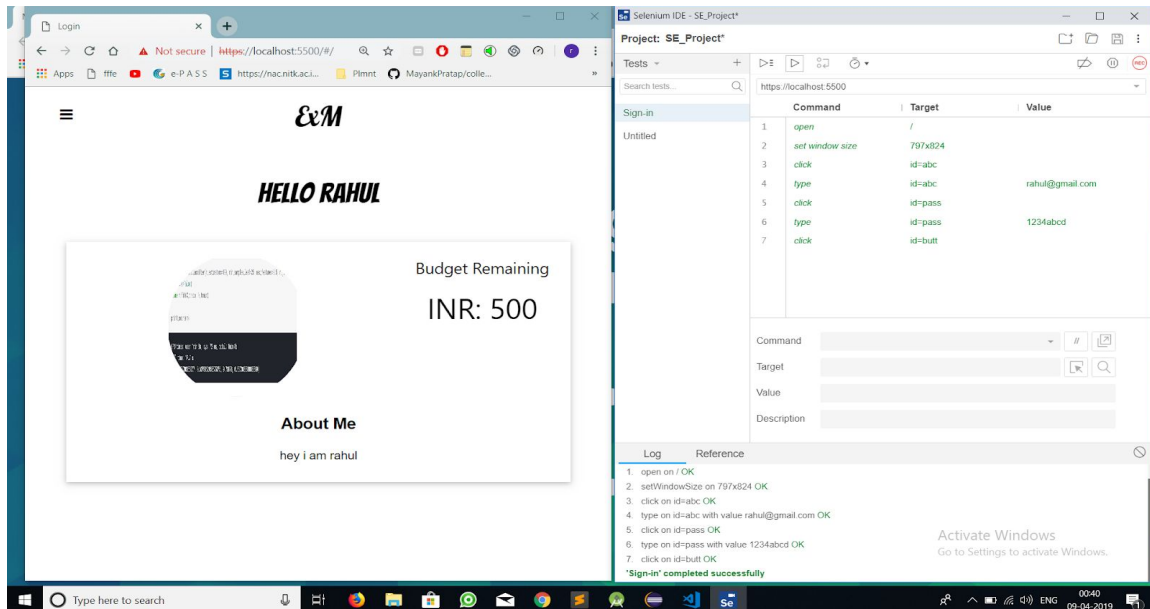 Login
Not secure | https://localhost:5500/#/
Apps fffe e-P A S S https://nac.nitk.ac.i... Plmnt MayankPratap/colle... »
ExM
HELLO RAHUL
Budget Remaining
INR: 500
About Me
hey i am rahul
Selenium IDE - SE_Project*
Project: SE_Project*
Tests
Search tests...
Sign-in
Untitled
REC
https://localhost:5500
Command Target Value
1 open /
2 set window size 797x824
3 click id=abc
4 type id=abc rahul@gmail.com
5 click id=pass
6 type id=pass 1234abcd
7 click id=butt
Command //
Target
Value
Description
Log Reference
1. open on / OK
2. setWindowSize on 797x824 OK
3. click on id=abc OK
4. type on id=abc with value rahul@gmail.com OK
5. click on id=pass OK
6. type on id=pass with value 1234abcd OK
7. click on id=butt OK
'Sign-in' completed successfully
Activate Windows
Go to Settings to activate Windows.
Type here to search
Se
ENG
00:40
09-04-2019